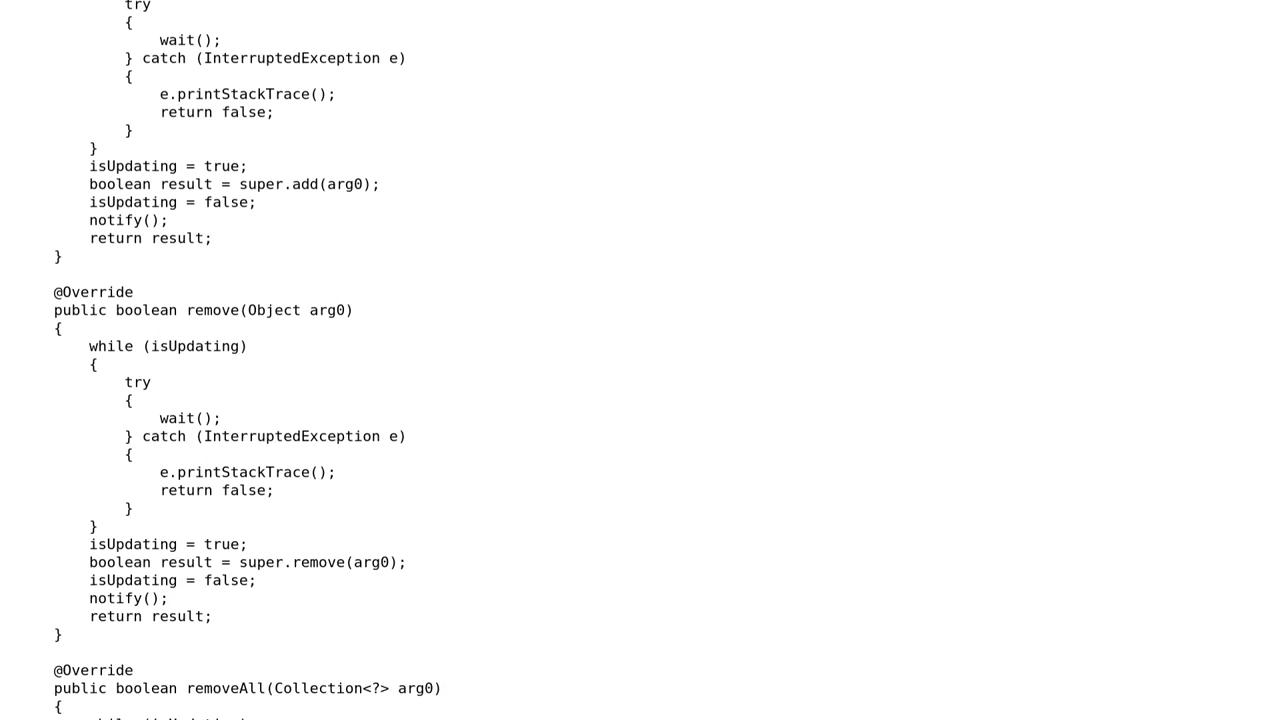 try
{
wait();
} catch (InterruptedException e)
{
e.printStackTrace();
return false;
}
}
isUpdating = true;
boolean result = super.add(arg0);
isUpdating = false;
notify();
return result;
}
@Override
public boolean remove(Object arg0)
{
while (isUpdating)
{
try
{
wait();
} catch (InterruptedException e)
{
e.printStackTrace();
return false;
}
}
isUpdating = true;
boolean result = super.remove(arg0);
isUpdating = false;
notify();
return result;
}
@Override
public boolean removeAll(Collection<?> arg0)
{